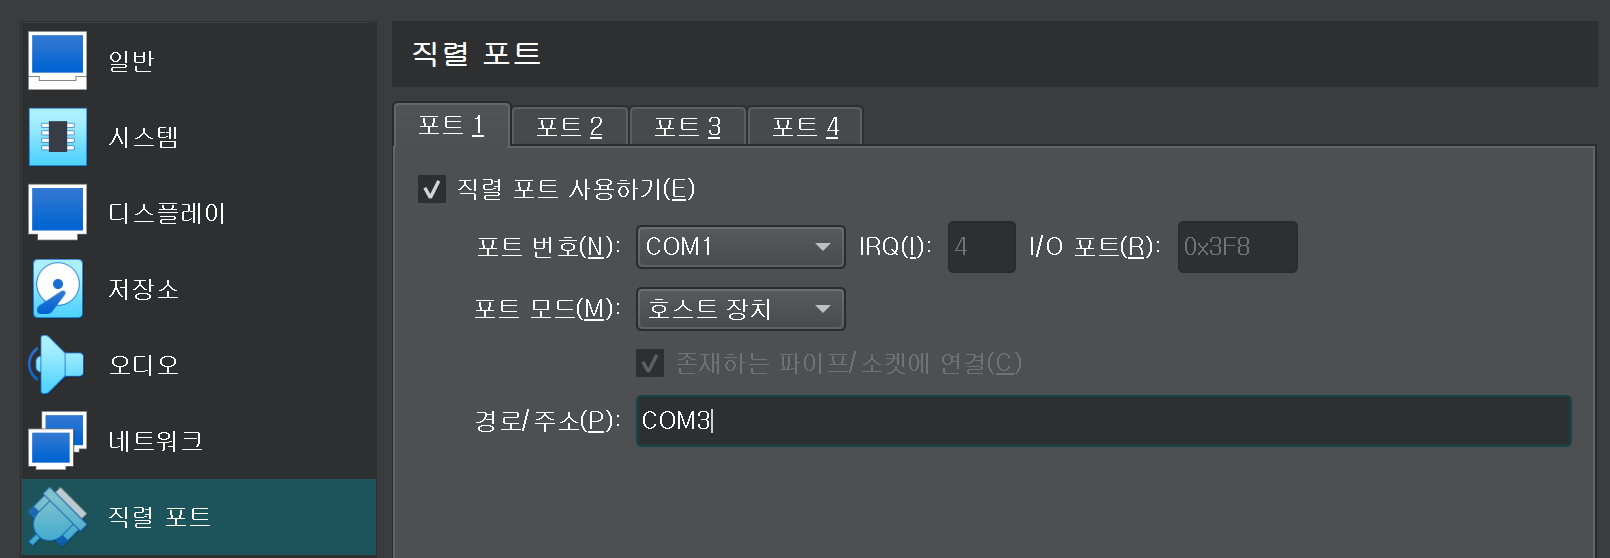 일반
시스템
디스플레이
저장소
오디오
네트워크
직렬 포트
직렬 포트
포트 1 포트 2 포트 3 포트 4
직렬 포트 사용하기(E)
포트 번호(N): COM1 IRQ(I): 4 I/O 포트(R): 0x3F8
포트 모드(M): 호스트 장치
존재하는 파이프/소켓에 연결(C)
경로/주소(P): COM3